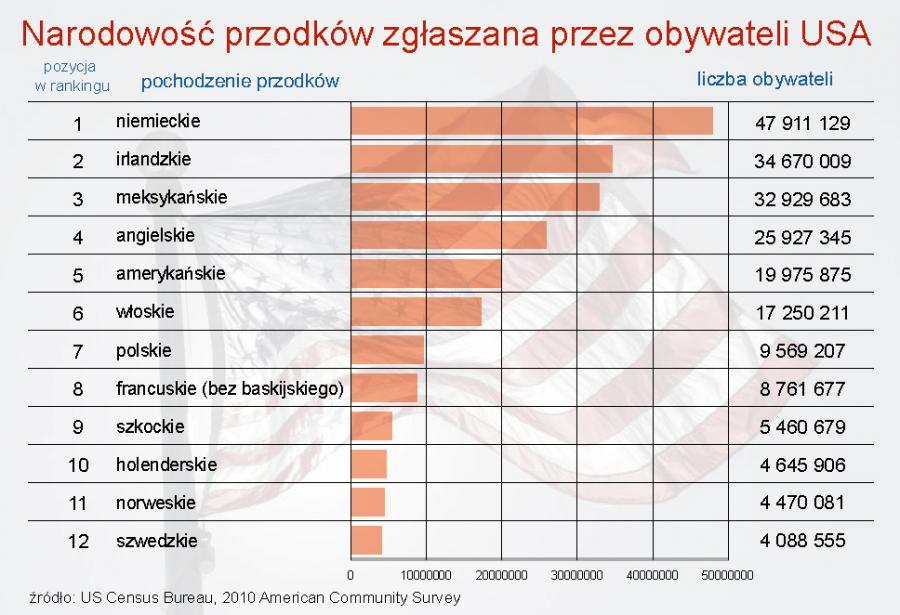 Narodowość przodków zgłaszana przez obywateli USA
pozycja
w rankingu
pochodzenie przodków
liczba obywateli
1 niemieckie 47 911 129
2 irlandzkie 34 670 009
3 meksykańskie 32 929 683
4 angielskie 25 927 345
5 amerykańskie 19 975 875
6 włoskie 17 250 211
7 polskie 9 569 207
8 francuskie (bez baskijskiego) 8 761 677
9 szkockie 5 460 679
10 holenderskie 4 645 906
11 norweskie 4 470 081
12 szwedzkie 4 088 555
0 10000000 20000000 30000000 40000000 50000000
źródło: US Census Bureau, 2010 American Community Survey